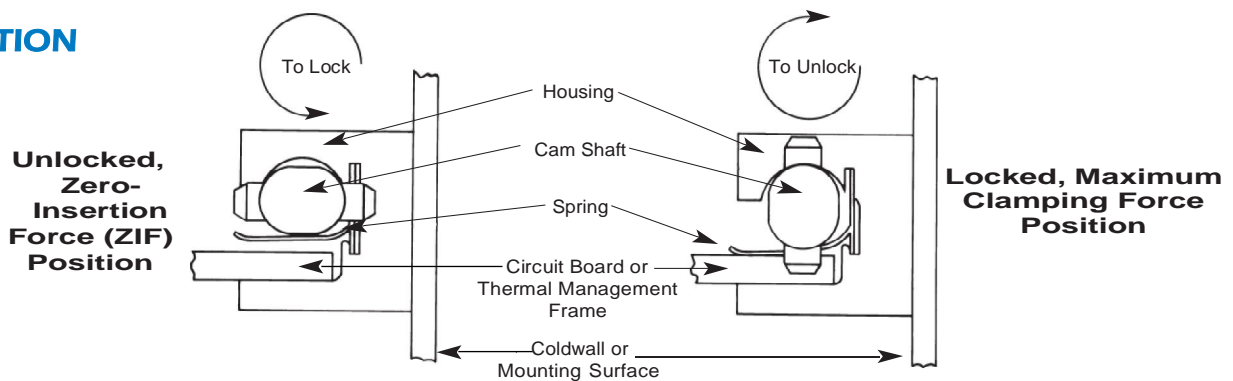 TION
To Lock
To Unlock
Housing
Cam Shaft
Spring
Circuit Board or
Thermal Management
Frame
Coldwall or
Mounting Surface
Unlocked,
Zero-
Insertion
Force (ZIF)
Position
Locked, Maximum
Clamping Force
Position